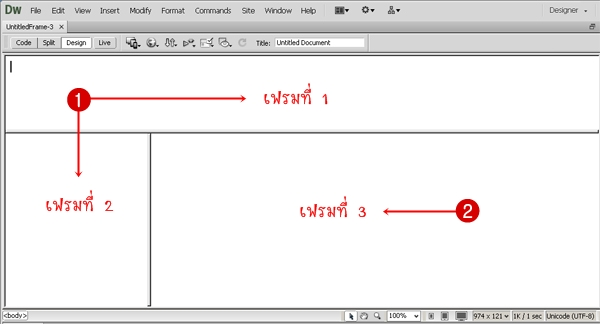 Dw File Edit View Insert Modify Format Commands Site Window Help Designer
UntitledFrame-3 ×
Code Split Design Live Title: Untitled Document
1 เฟรมที่ 1
เฟรมที่ 2
เฟรมที่ 3 2
<body> 100% 974 x 121 1K / 1 sec Unicode (UTF-8)